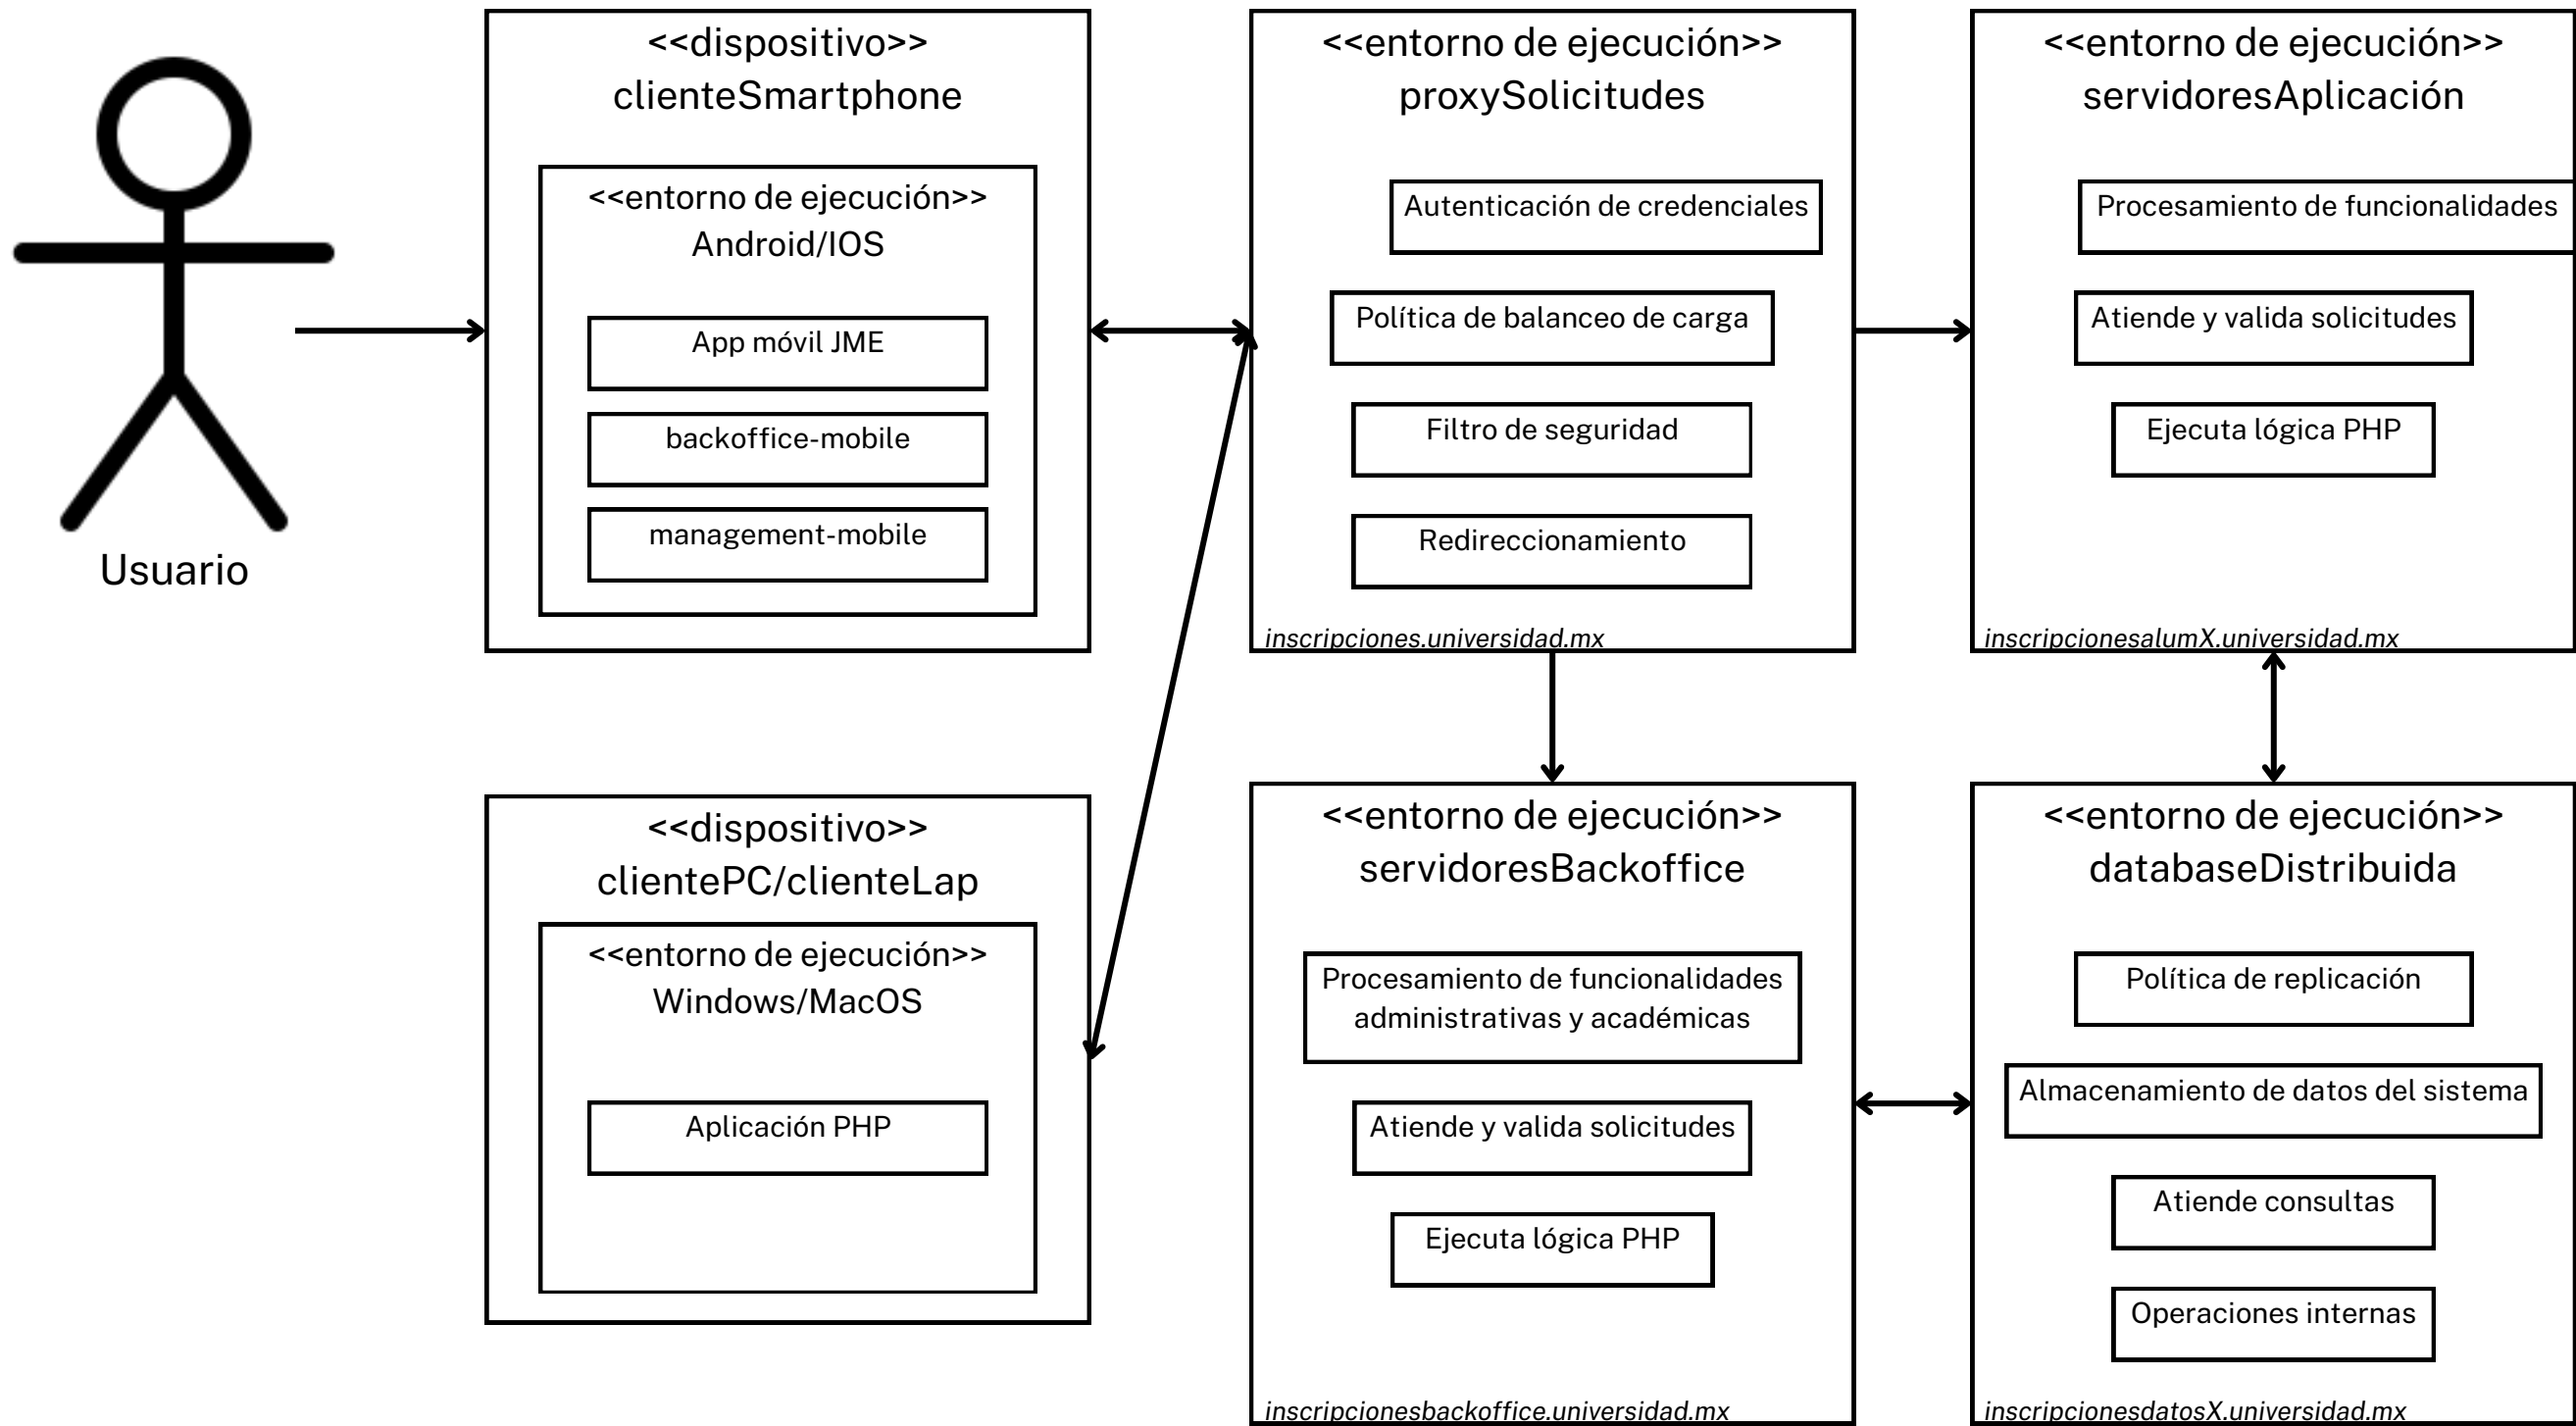 Usuario
<<dispositivo>>
clienteSmartphone
<<entorno de ejecución>>
Android/IOS
App móvil JME
backoffice-mobile
management-mobile
<<entorno de ejecución>>
proxySolicitudes
Autenticación de credenciales
Política de balanceo de carga
Filtro de seguridad
Redireccionamiento
inscripciones.universidad.mx
<<entorno de ejecución>>
servidoresAplicación
Procesamiento de funcionalidades
Atiende y valida solicitudes
Ejecuta lógica PHP
inscripcionesalumX.universidad.mx
<<dispositivo>>
clientePC/clienteLap
<<entorno de ejecución>>
Windows/MacOS
Aplicación PHP
<<entorno de ejecución>>
servidoresBackoffice
Procesamiento de funcionalidades
administrativas y académicas
Atiende y valida solicitudes
Ejecuta lógica PHP
inscripcionesbackoffice.universidad.mx
<<entorno de ejecución>>
databaseDistribuida
Política de replicación
Almacenamiento de datos del sistema
Atiende consultas
Operaciones internas
inscripcionesdatosX.universidad.mx